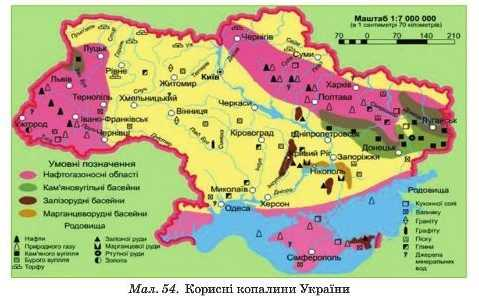 Масштаб 1:7 000 000
(в 1 сантиметрі 70 кілометрів)
70 0 70 140 210
Чернігів
Луцьк
Рівне
Суми
Київ
Житомир
Львів
Харків
Полтава
Тернопіль
Хмельницький
Черкаси
Луганськ
Івано-Франківськ
Вінниця
Ужгород
Чернівці
Кіровоград
Дніпропетровськ
Донецьк
Кривий Ріг
Запоріжжя
Нікополь
Миколаїв
Одеса
Херсон
Сімферополь
Умовні позначення
Нафтогазоносні області
Кам'яновугільні басейни
Залізорудні басейни
Марганцеворудні басейни
Родовища
Нафти
Природного газу
Кам'яного вугілля
Бурого вугілля
Торфу
Залізної руди
Марганцевої руди
Ртутної руди
Золота
Родовища
Кухонної солі
Вапняку
Граніту
Графіту
Піску
Глини
Джерела
мінеральних
вод
Мал. 54. Корисні копалини України